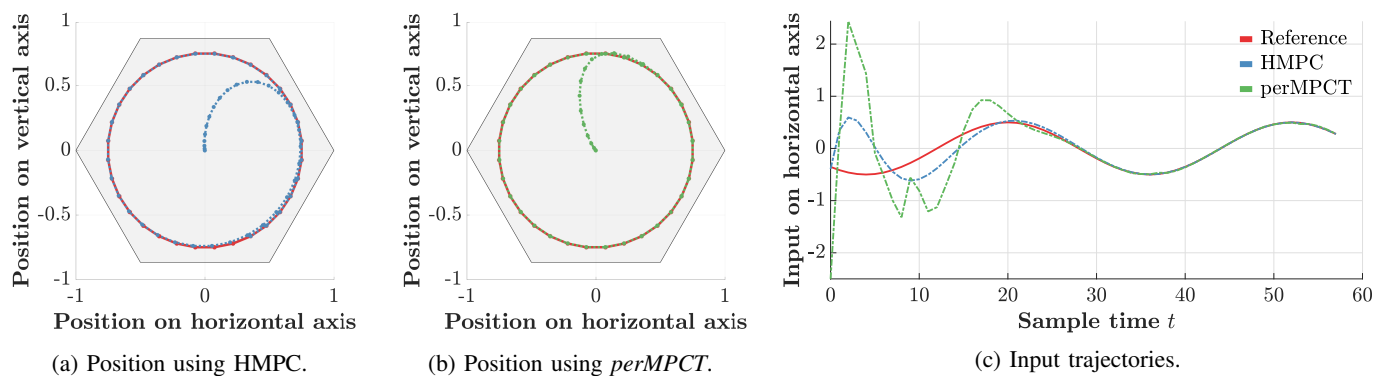 Position on vertical axis
1
0.5
0
-0.5
-1
-1
0
1
Position on horizontal axis
(a) Position using HMPC.
Position on vertical axis
1
0.5
0
-0.5
-1
-1
0
1
Position on horizontal axis
(b) Position using perMPCT.
Input on horizontal axis
2
1
0
-1
-2
0
10
20
30
40
50
60
Reference
HMPC
perMPCT
Sample time t
(c) Input trajectories.